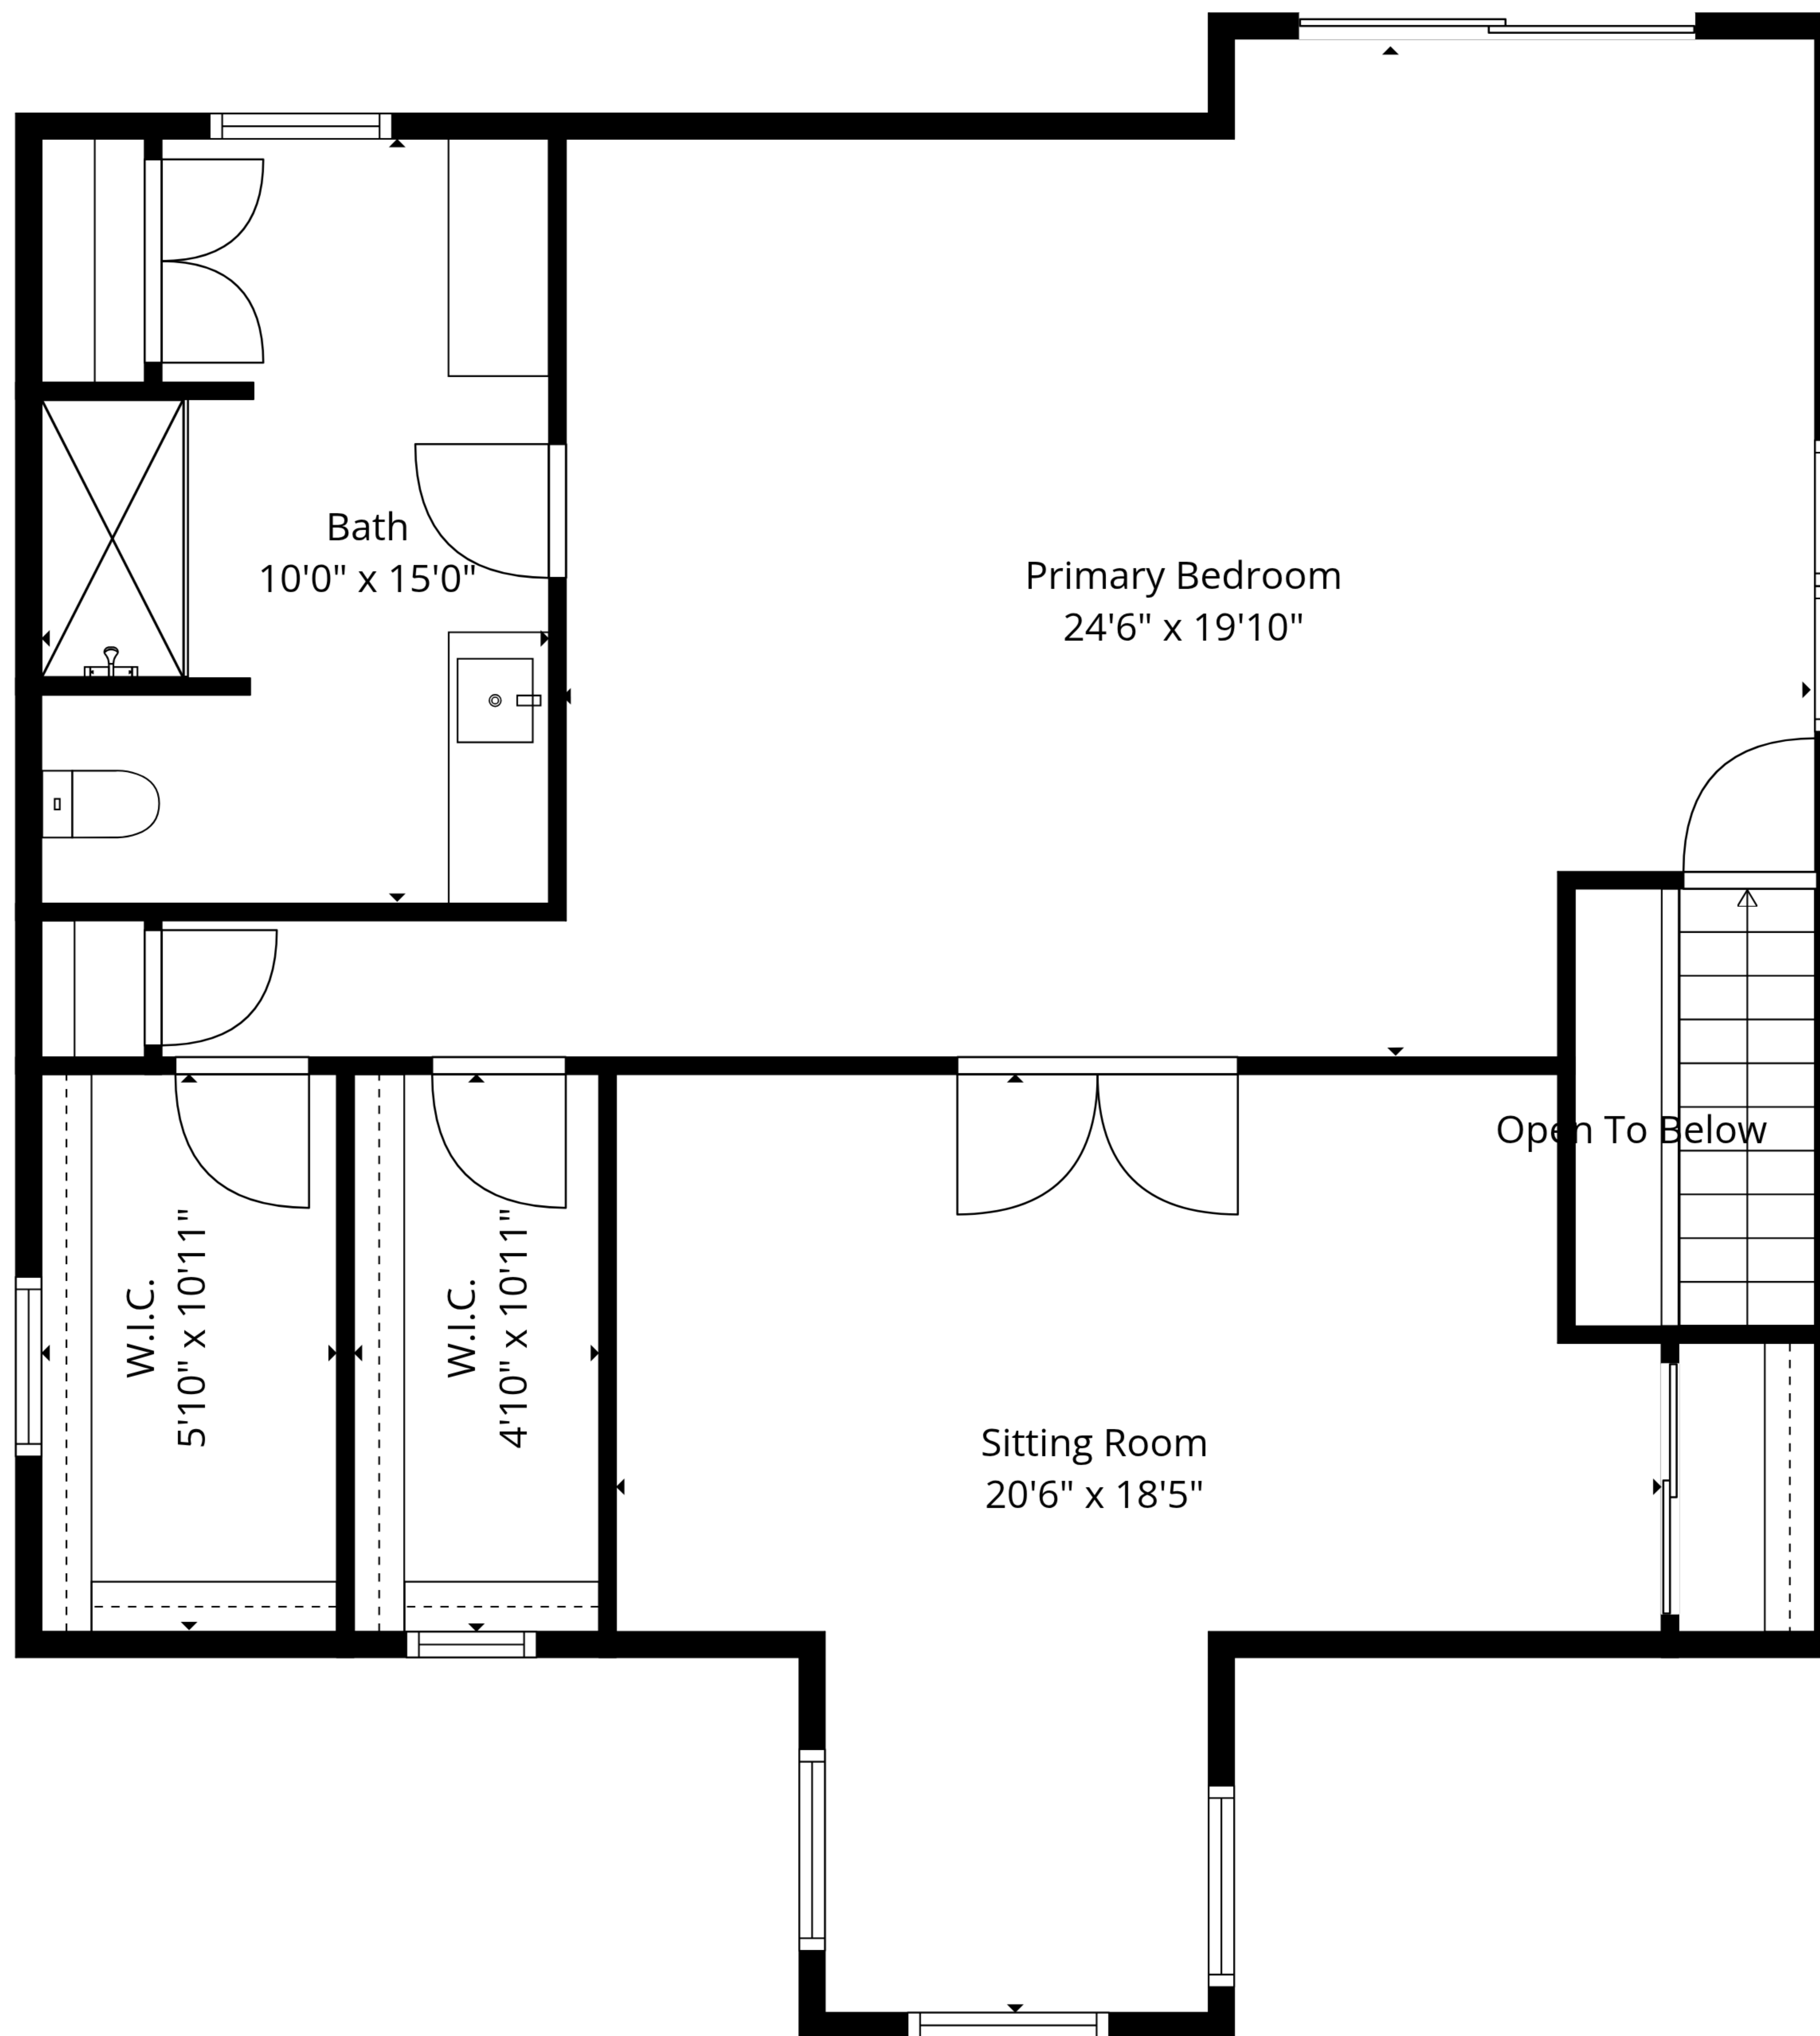 Bath
10'0" x 15'0"
Primary Bedroom
24'6" x 19'10"
Open To Below
W.I.C.
5'10" x 10'11"
W.I.C.
4'10" x 10'11"
Sitting Room
20'6" x 18'5"